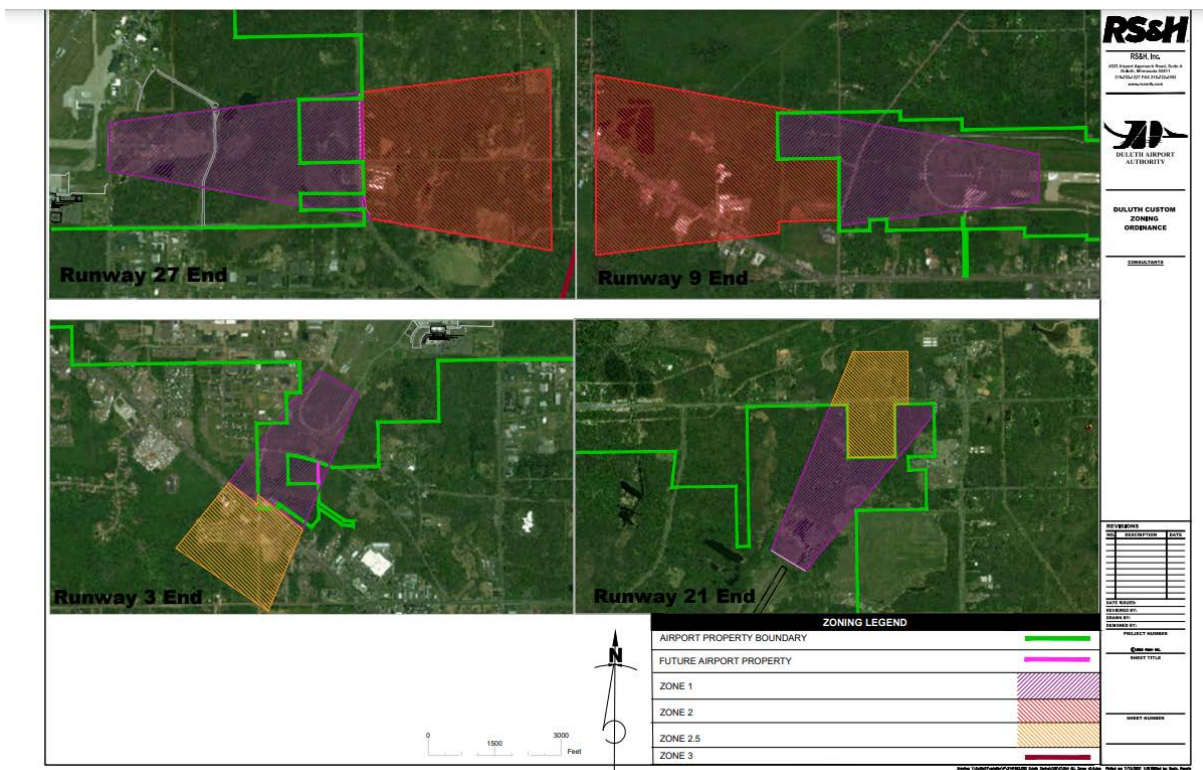 RS&H
RS&H, Inc.
DULUTH AIRPORT
AUTHORITY
DULUTH CUSTOM
ZONING
ORDINANCE
CONSULTANTS
Runway 27 End
Runway 9 End
Runway 3 End
End
ZONING LEGEND
AIRPORT PROPERTY BOUNDARY
FUTURE AIRPORT PROPERTY
ZONE 1
ZONE 2
ZONE 2.5
ZONE 3
N
0
1500
3000
Feet
REVISIONS
NO. DESCRIPTION DATE
DATE ISSUED:
REVIEWED BY:
DRAWN BY:
DESIGNED BY:
PROJECT NUMBER
SHEET TITLE
SHEET NUMBER